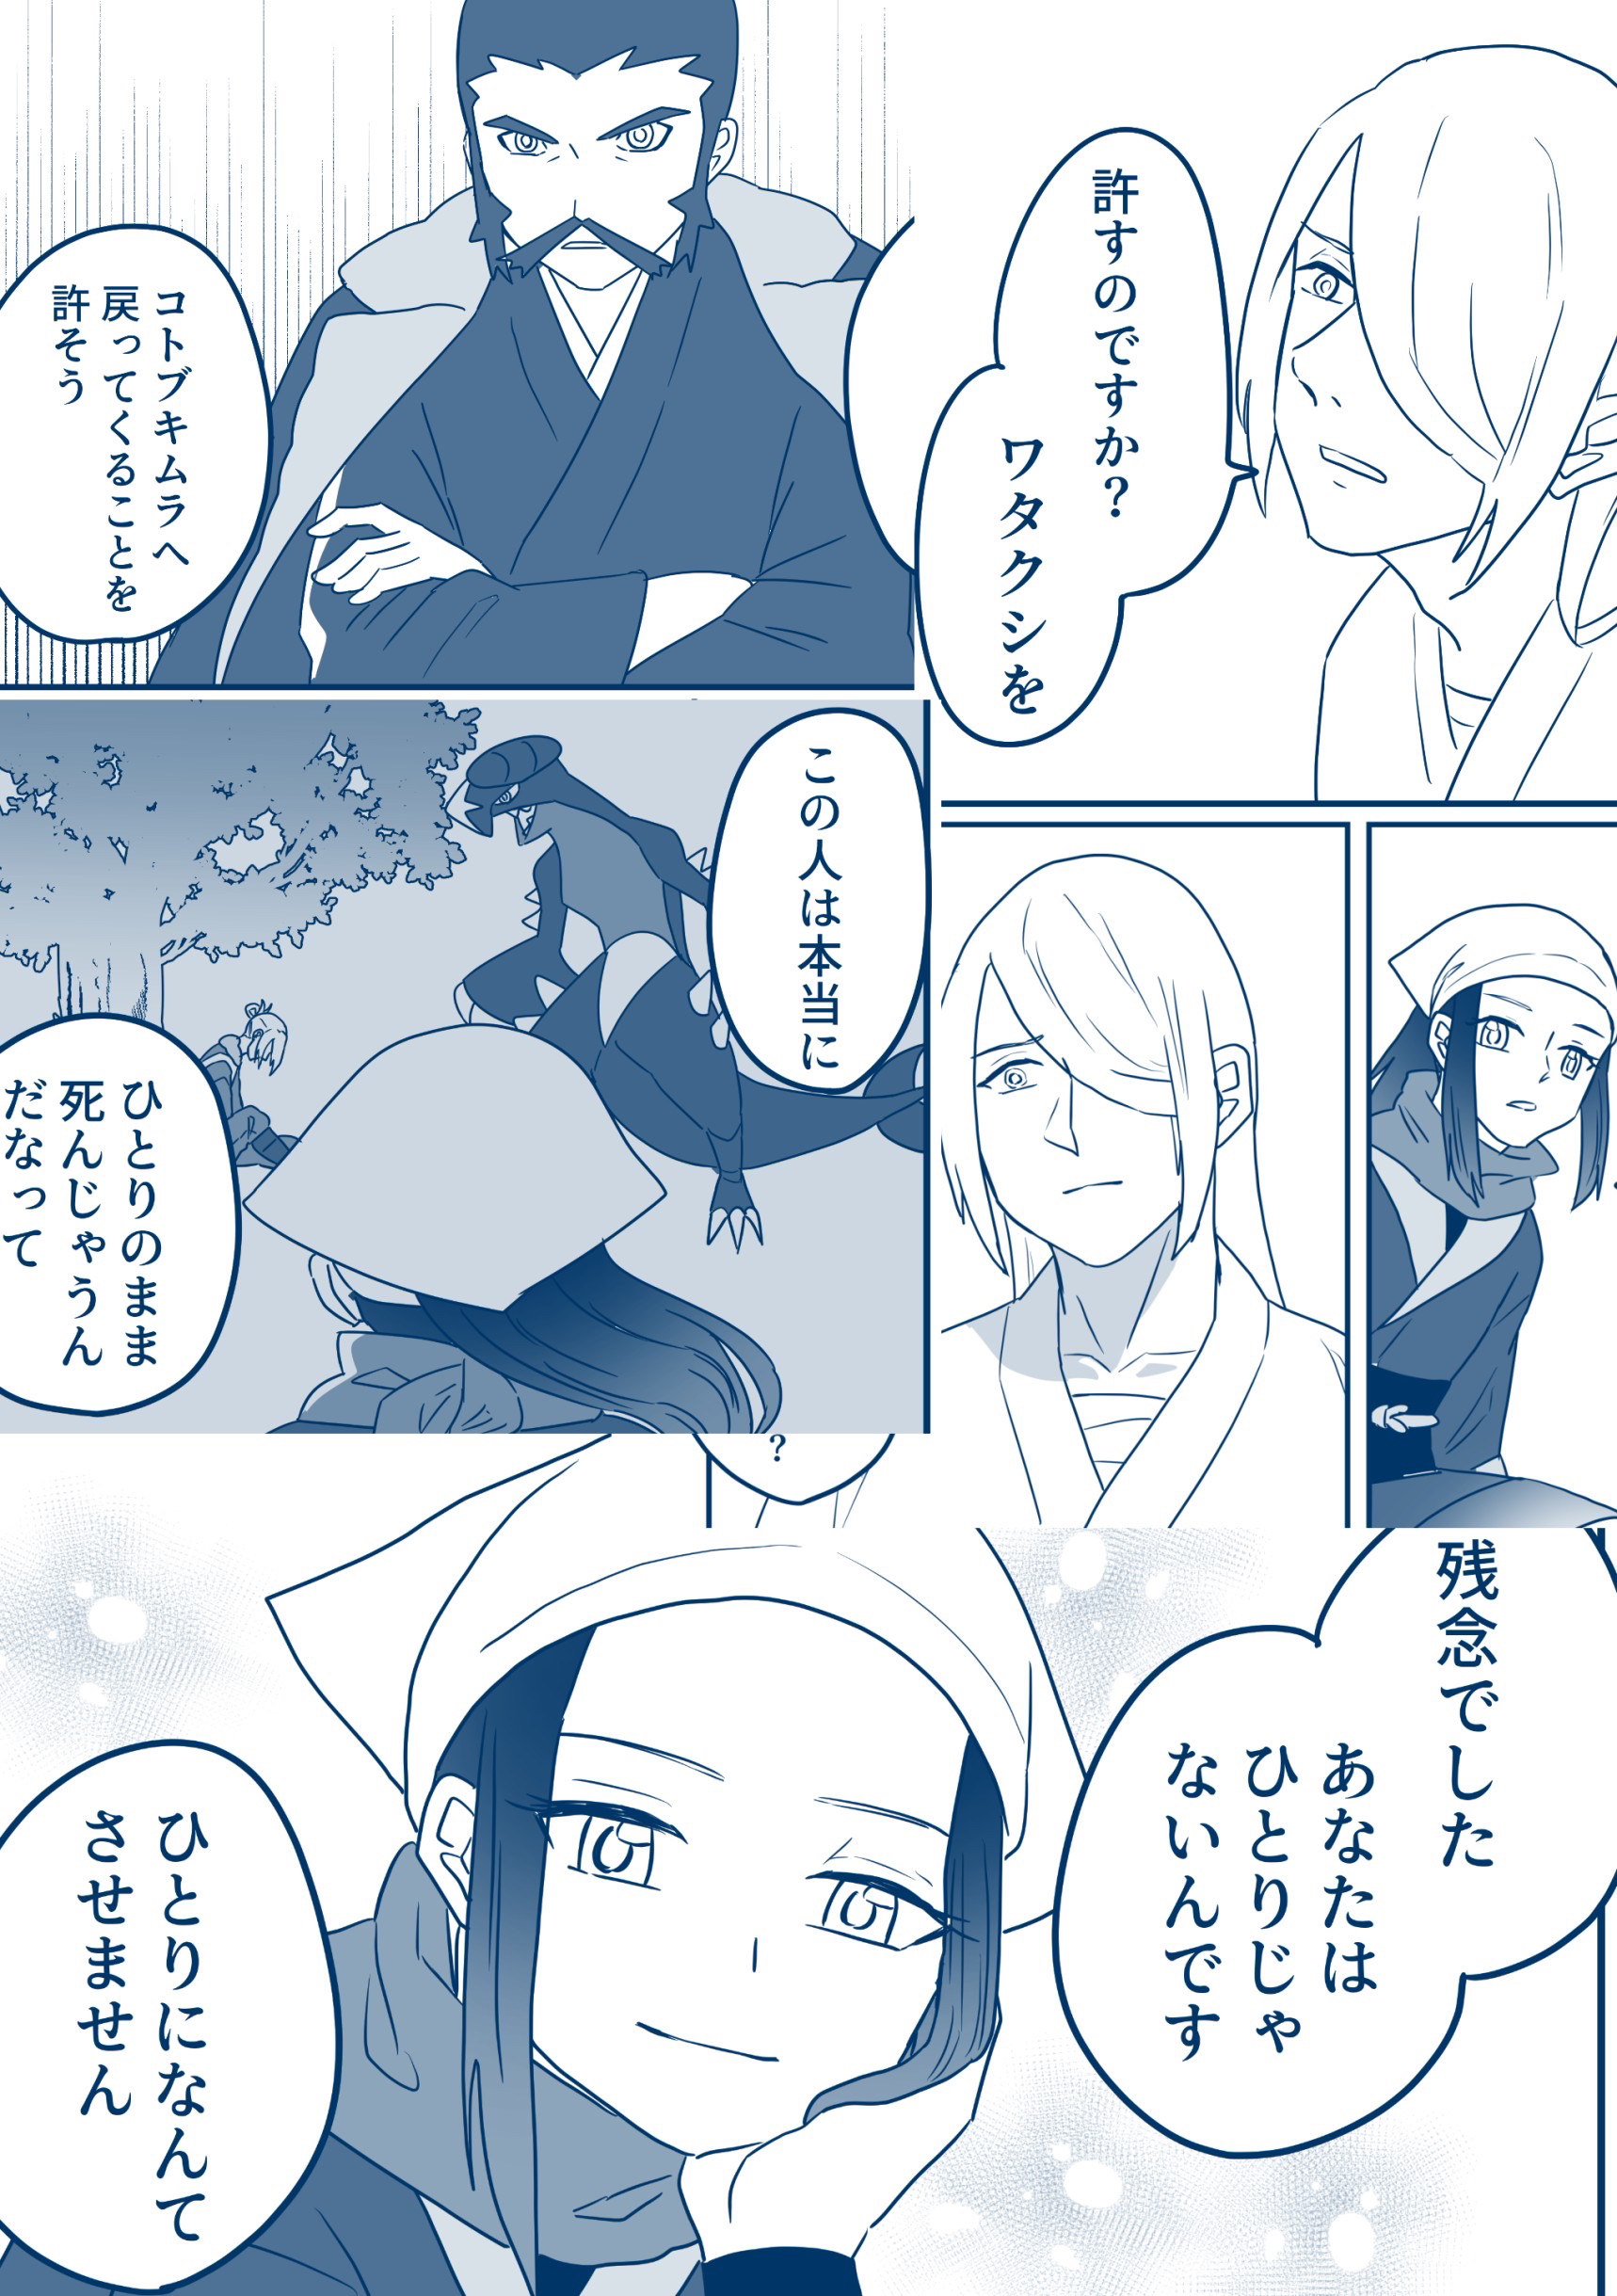 許すのですか?
ワタクシを
コトブキムラへ
戻ってくることを
許そう
この人は本当に
ひとりのまま
死んじゃうん
だなって
?
残念でした
あなたは
ひとりじゃ
ないんです
ひとりになんて
させません